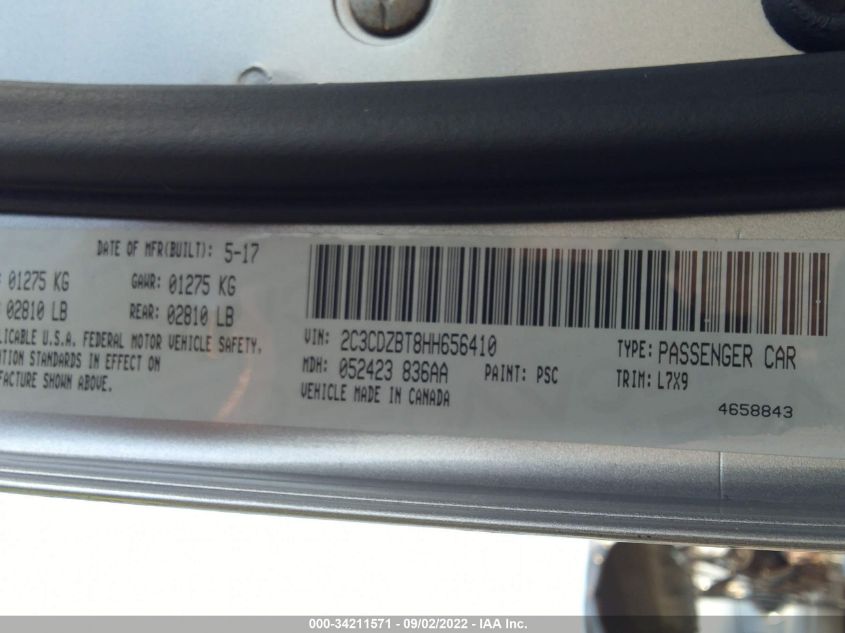 DATE OF MFR(BUILT): 5-17
01275 KG GAWR: 01275 KG
02810 LB REAR: 02810 LB
U.S.A. FEDERAL MOTOR VEHICLE SAFETY,
STANDARDS IN EFFECT ON
SHOWN ABOVE.
VIN: 2C3CDZBT8HH656410
TYPE: PASSENGER CAR
MDH: 052423 836AA PAINT: PSC
TRIM: L7X9
VEHICLE MADE IN CANADA
4658843
000-34211571 - 09/02/2022 - IAA Inc.